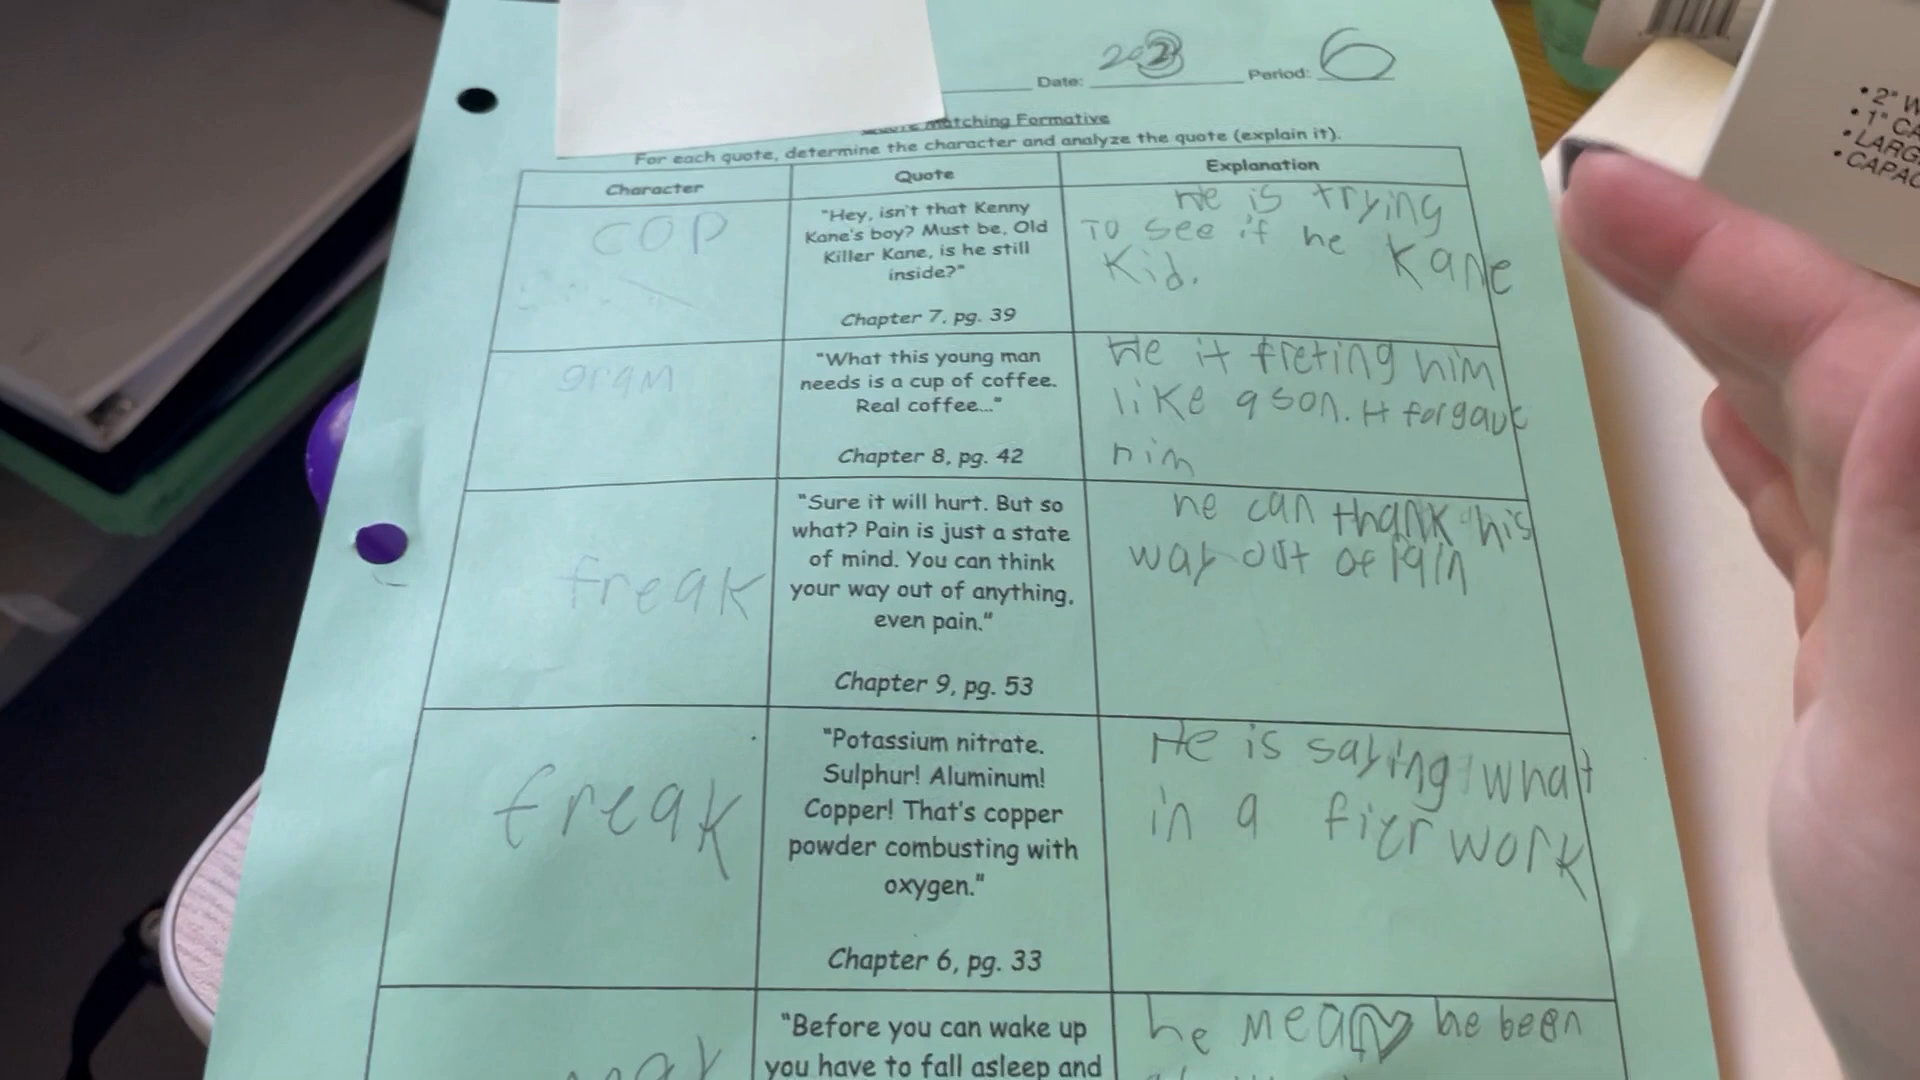 Date: 2023 Period: 6
Matching Formative
For each quote, determine the character and analyze the quote (explain it).
Character Quote Explanation
cop
"Hey, isn't that Kenny
Kane's boy? Must be, Old
Killer Kane, is he still
inside?"
Chapter 7, pg. 39
He is trying
TO see if he Kane
Kid.
gram
"What this young man
needs is a cup of coffee.
Real coffee..."
Chapter 8, pg. 42
He it freting him
like a son. It forgave
him
freak
"Sure it will hurt. But so
what? Pain is just a state
of mind. You can think
your way out of anything,
even pain."
Chapter 9, pg. 53
he can thank his
way out of Pain
freak
"Potassium nitrate.
Sulphur! Aluminum!
Copper! That's copper
powder combusting with
oxygen."
Chapter 6, pg. 33
He is saying what
in a fierwork
"Before you can wake up
you have to fall asleep and
he mean he been
• 2" W
• 1" CA
• LARG
• CAPAC